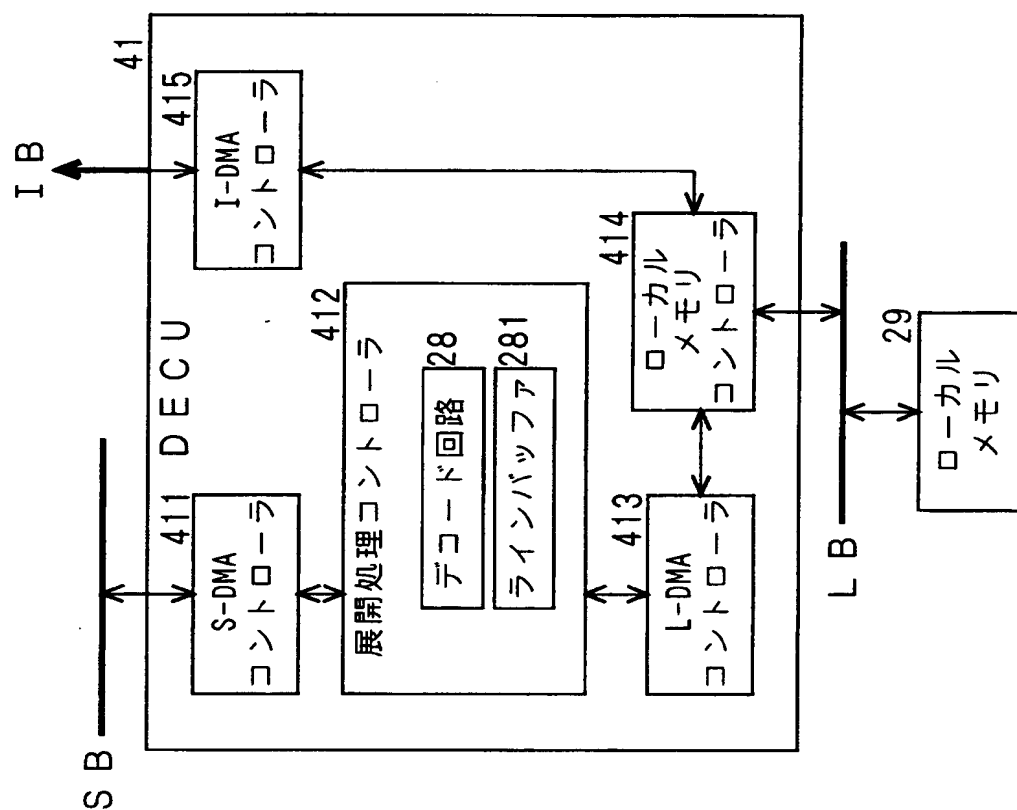 I B
S B
41
DECU
411
S-DMA
コントローラ
415
I-DMA
コントローラ
412
展開処理コントローラ
28
デコード回路
281
ラインバッファ
413
L-DMA
コントローラ
414
ローカル
メモリ
コントローラ
L B
29
ローカル
メモリ